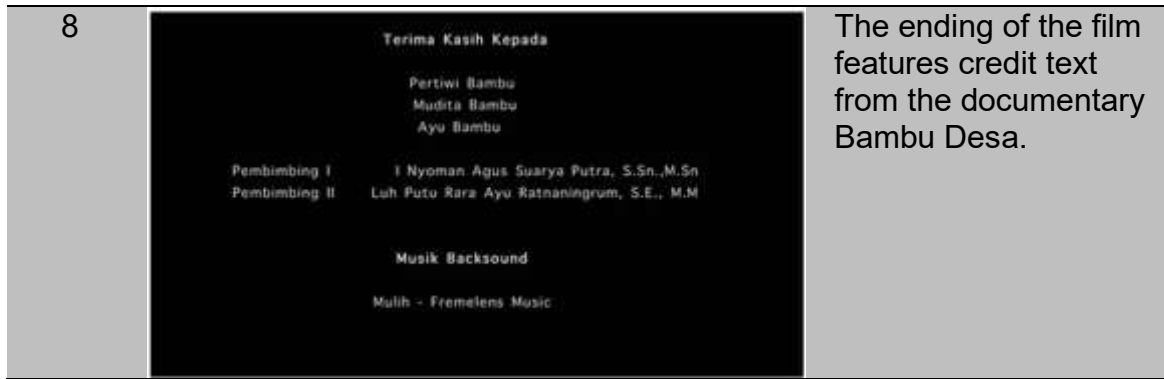 8
Terima Kasih Kepada
Pertiwi Bambu
Mudita Bambu
Ayu Bambu
Pembimbing I I Nyoman Agus Suarya Putra, S.Sn.,M.Sn
Pembimbing II Luh Putu Rara Ayu Ratnaningrum, S.E., M.M
Musik Backsound
Mulih - Fremelens Music
The ending of the film
features credit text
from the documentary
Bambu Desa.